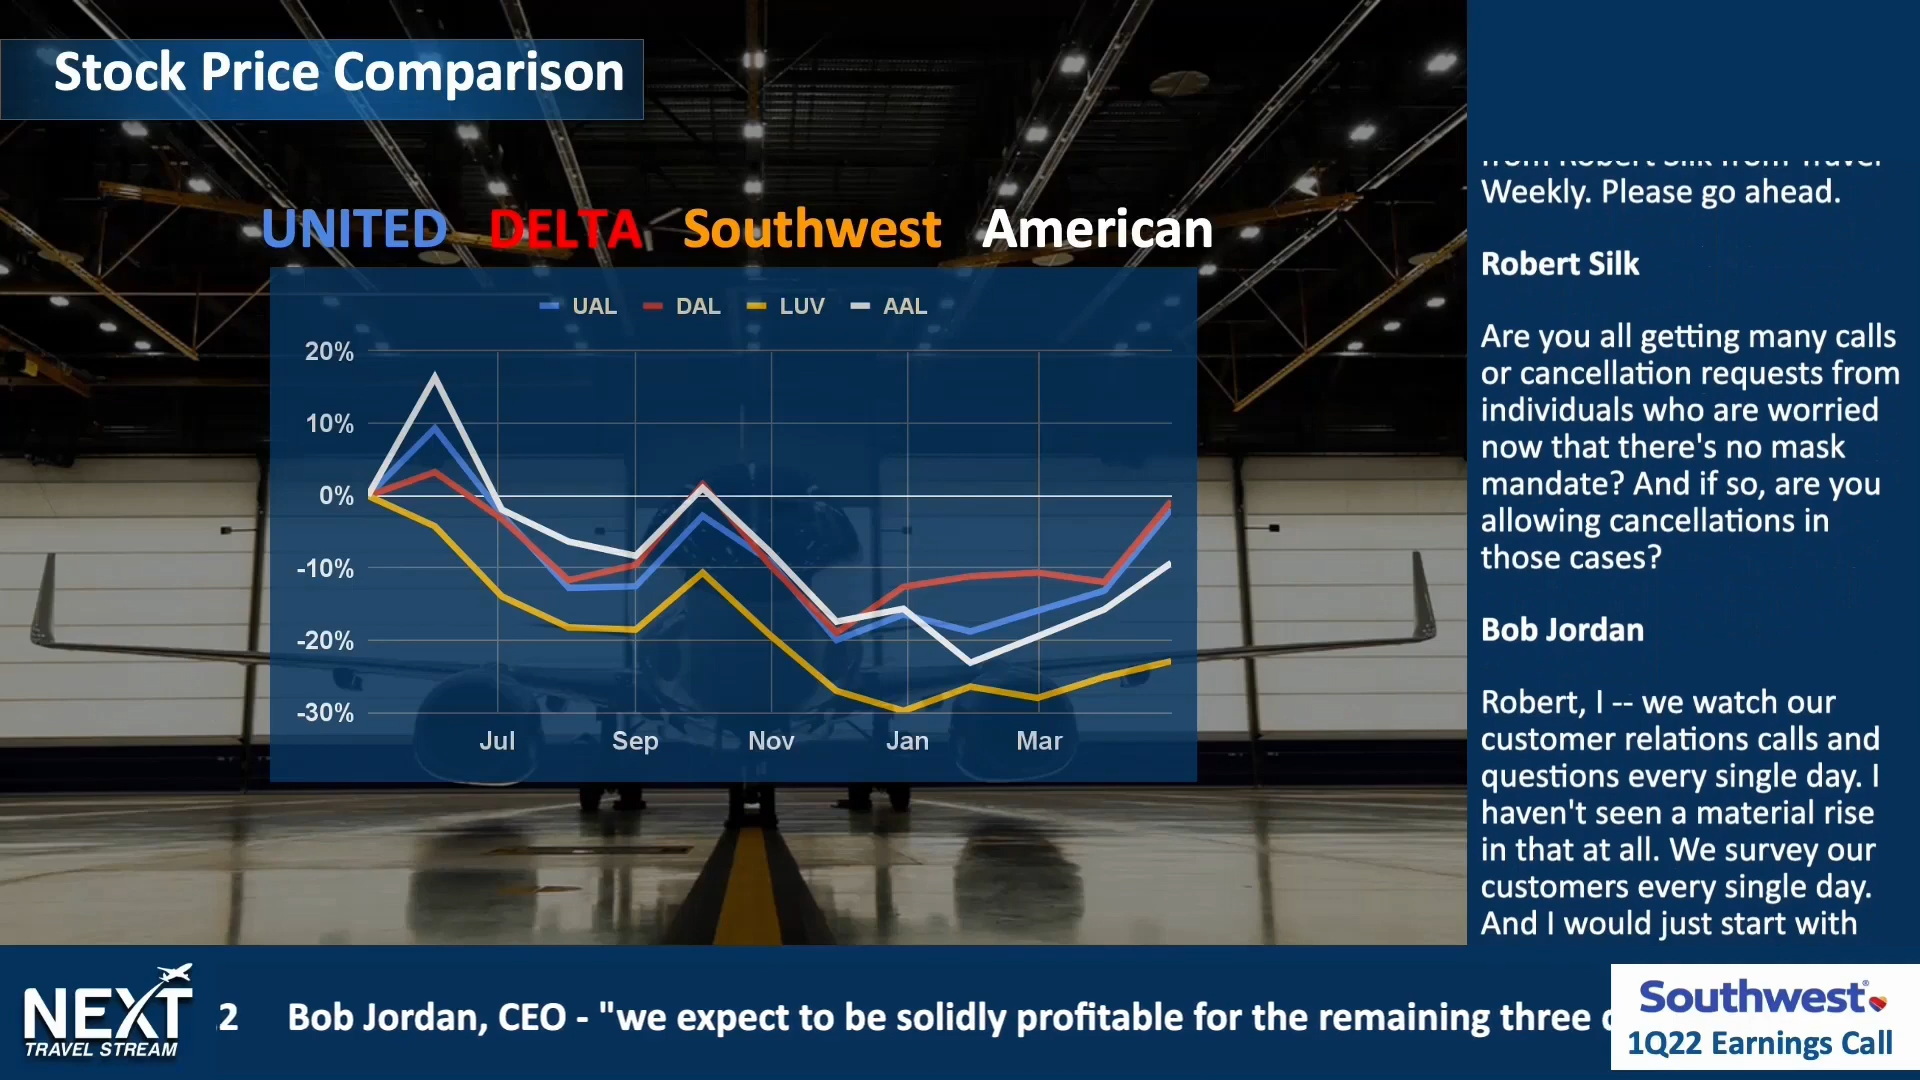 Stock Price Comparison
UNITED DELTA Southwest American
UAL DAL LUV AAL
20%
10%
0%
-10%
-20%
-30%
Jul Sep Nov Jan Mar
from Robert Silk from Travel
Weekly. Please go ahead.
Robert Silk
Are you all getting many calls
or cancellation requests from
individuals who are worried
now that there's no mask
mandate? And if so, are you
allowing cancellations in
those cases?
Bob Jordan
Robert, I -- we watch our
customer relations calls and
questions every single day. I
haven't seen a material rise
in that at all. We survey our
customers every single day.
And I would just start with
NEXT
TRAVEL STREAM
2 Bob Jordan, CEO - "we expect to be solidly profitable for the remaining three
Southwest®
1Q22 Earnings Call